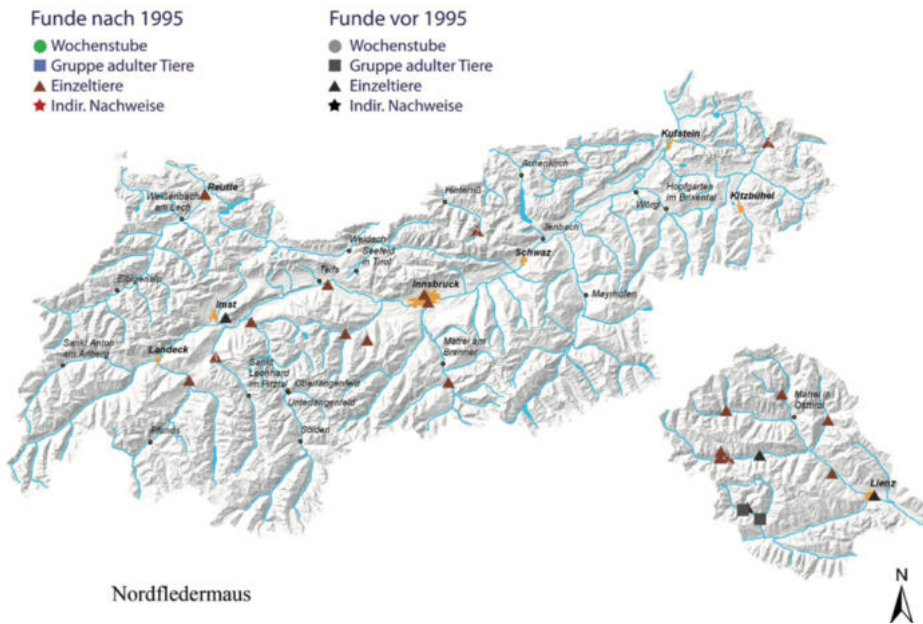 Funde nach 1995
Wochenstube
Gruppe adulter Tiere
Einzeltiere
Indir. Nachweise
Funde vor 1995
Wochenstube
Gruppe adulter Tiere
Einzeltiere
Indir. Nachweise
Kufstein
Achenkirch
Reutte
Weißenbach
am Lech
Hinterriß
Hopfgarten
im Brixental
Kitzbühel
Wörgl
Jenbach
Weidach
Seefeld
in Tirol
Schwaz
Telfs
Elbigenalp
Innsbruck
Mayrhofen
Imst
Sankt Anton
am Arlberg
Landeck
Matrei am
Brenner
Sankt
Leonhard
im Pitztal
Oberlängenfeld
Unterlängenfeld
Matrei in
Osttirol
Pfunds
Sölden
Lienz
Nordfledermaus
N